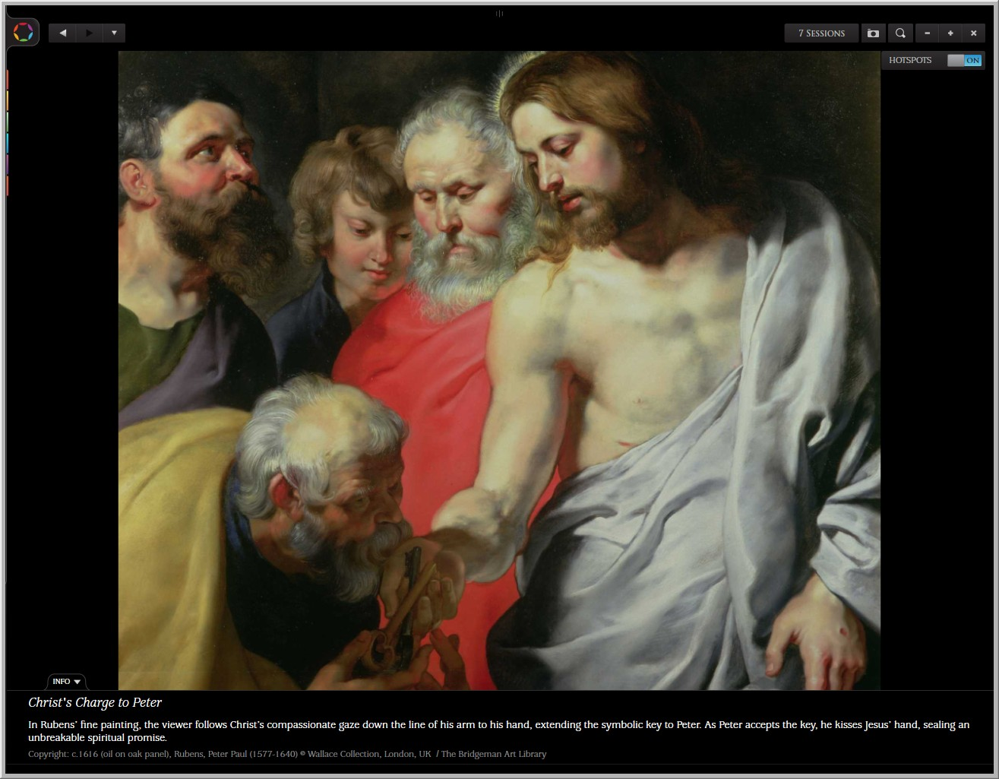 7 SESSIONS
HOTSPOTS ON
INFO
Christ's Charge to Peter
In Rubens' fine painting, the viewer follows Christ's compassionate gaze down the line of his arm to his hand, extending the symbolic key to Peter. As Peter accepts the key, he kisses Jesus' hand, sealing an
unbreakable spiritual promise.
Copyright: c.1616 (oil on oak panel), Rubens, Peter Paul (1577-1640) © Wallace Collection, London, UK / The Bridgeman Art Library